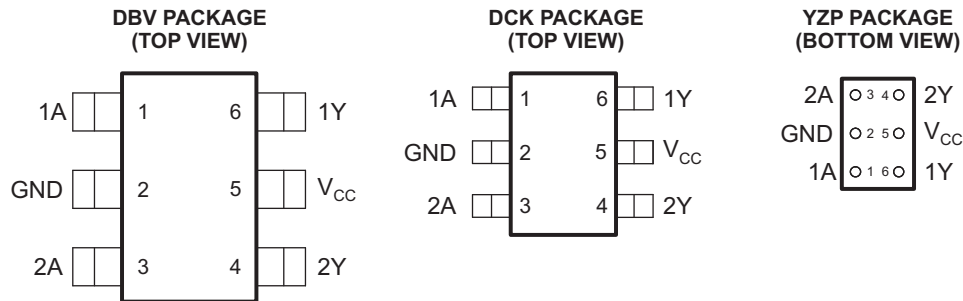 DBV PACKAGE
(TOP VIEW)
1A 1 6 1Y
GND 2 5 VCC
2A 3 4 2Y
DCK PACKAGE
(TOP VIEW)
1A 1 6 1Y
GND 2 5 VCC
2A 3 4 2Y
YZP PACKAGE
(BOTTOM VIEW)
2A 3 4 2Y
GND 2 5 VCC
1A 1 6 1Y